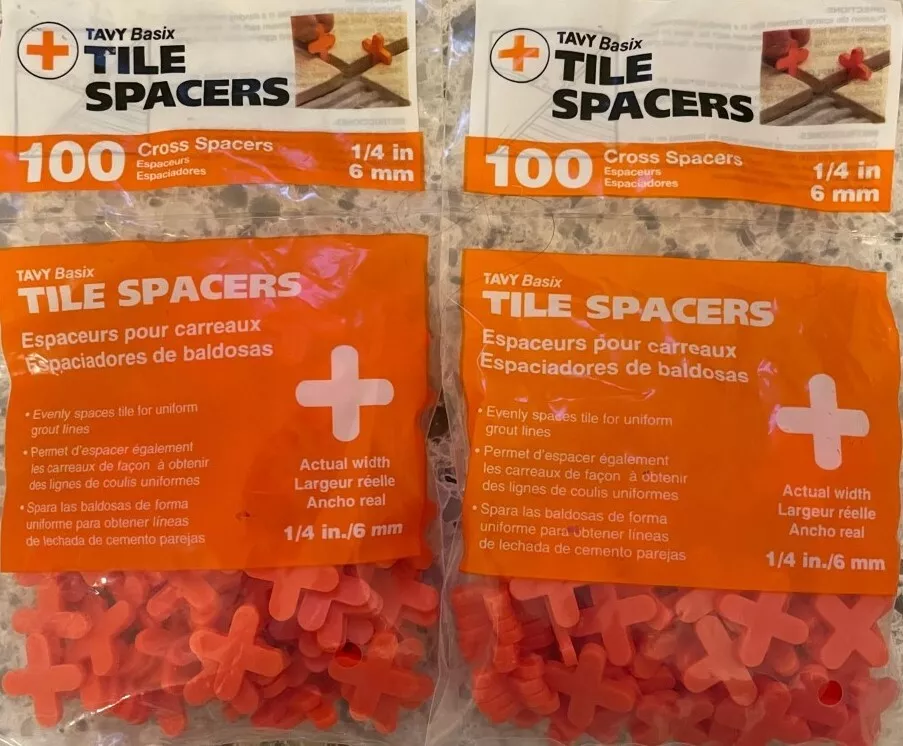 TAVY Basix
TILE
SPACERS
100
Cross Spacers
Espaceurs
Espaciadores
1/4 in
6 mm
TAVY Basix
TILE SPACERS
Espaceurs pour carreaux
Espaciadores de baldosas
• Evenly spaces tile for uniform
grout lines
• Permet d'espacer également
les carreaux de façon à obtenir
des lignes de coulis uniformes
• Spara las baldosas de forma
uniforme para obtener líneas
de lechada de cemento parejas
Actual width
Largeur réelle
Ancho real
1/4 in./6 mm
TAVY Basix
TILE
SPACERS
100
Cross Spacers
Espaceurs
Espaciadores
1/4 in
6 mm
TAVY Basix
TILE SPACERS
Espaceurs pour carreaux
Espaciadores de baldosas
• Evenly spaces tile for uniform
grout lines
• Permet d'espacer également
les carreaux de façon à obtenir
des lignes de coulis uniformes
• Spara las baldosas de forma
uniforme para obtener líneas
de lechada de cemento parejas
Actual width
Largeur réelle
Ancho real
1/4 in./6 mm